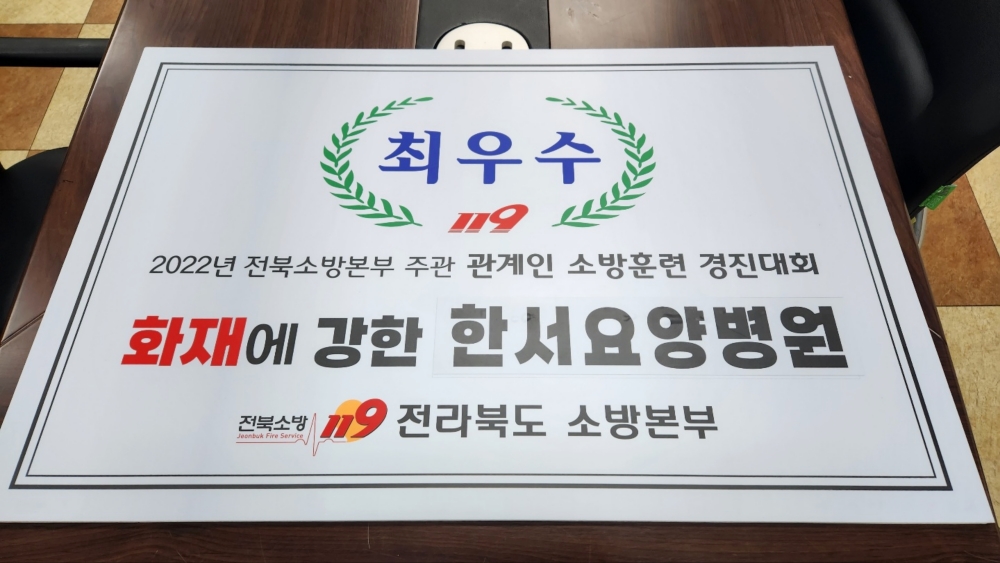 최우수
119
2022년 전북소방본부 주관 관계인 소방훈련 경진대회
화재에 강한 한서요양병원
전북소방 119 전라북도 소방본부
Jeonbuk Fire Service